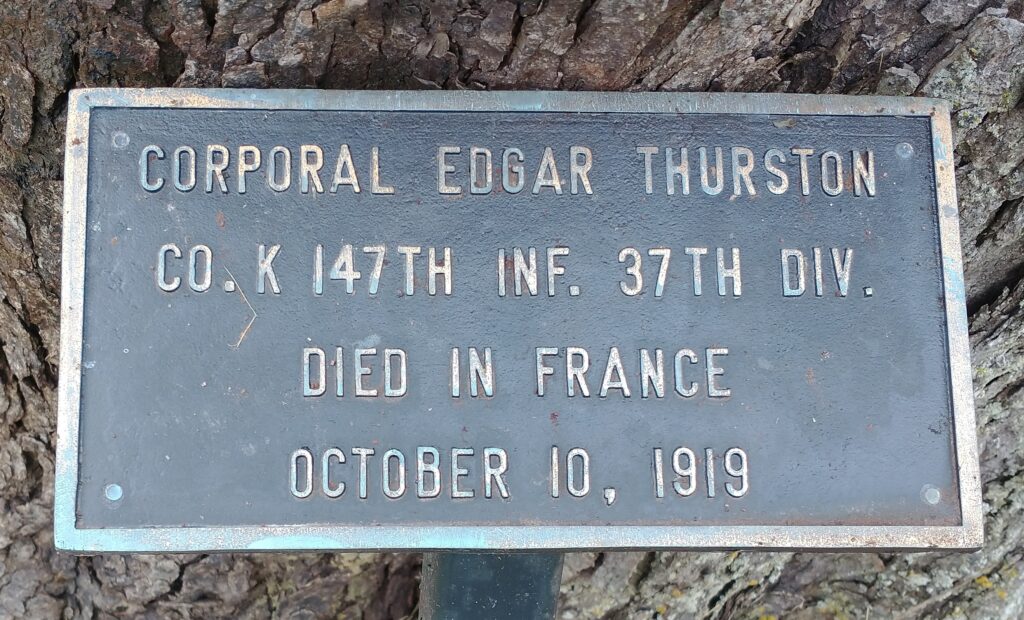 CORPORAL EDGAR THURSTON
CO. K 147TH INF. 37TH DIV.
DIED IN FRANCE
OCTOBER 10, 1919